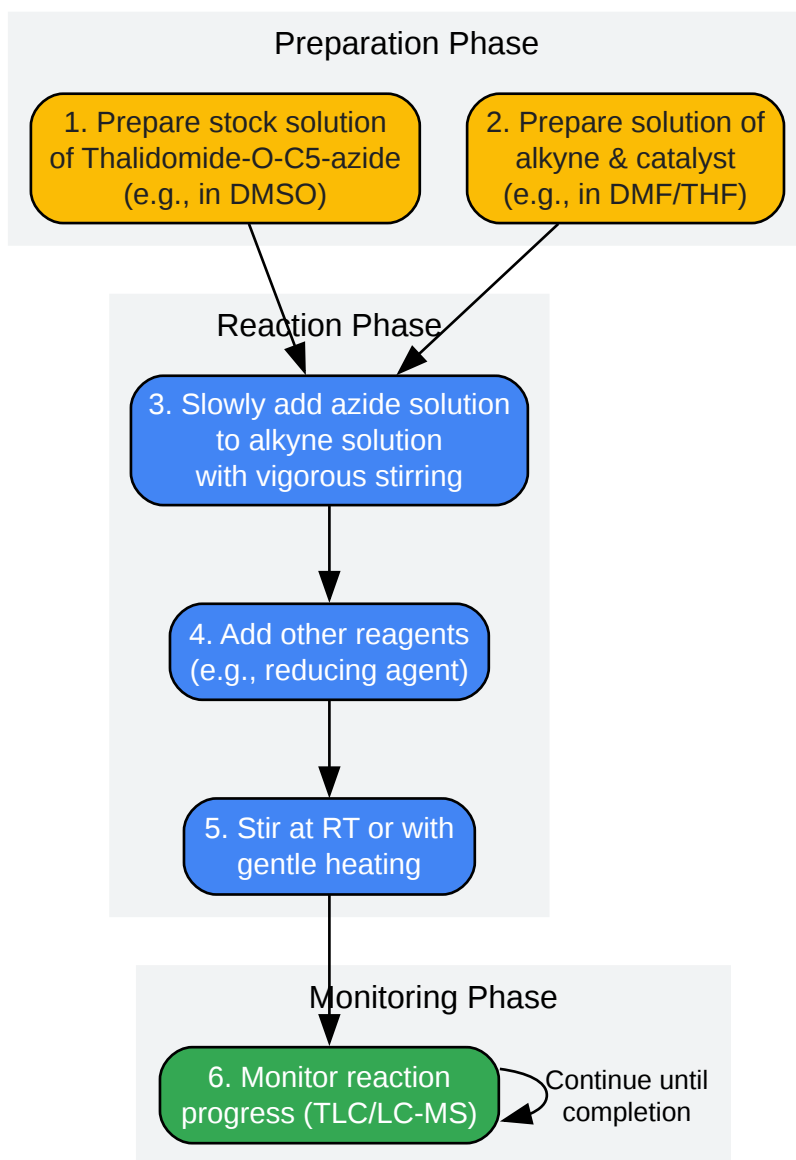 Preparation Phase
1. Prepare stock solution
of Thalidomide-O-C5-azide
(e.g., in DMSO)
2. Prepare solution of
alkyne & catalyst
(e.g., in DMF/THF)
Reaction Phase
3. Slowly add azide solution
to alkyne solution
with vigorous stirring
4. Add other reagents
(e.g., reducing agent)
5. Stir at RT or with
gentle heating
Monitoring Phase
6. Monitor reaction
progress (TLC/LC-MS)
Continue until
completion